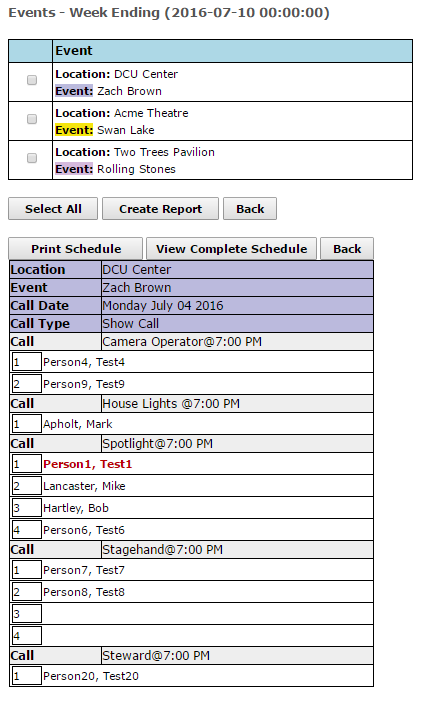 Events - Week Ending (2016-07-10 00:00:00)
Event
Location: DCU Center
Event: Zach Brown
Location: Acme Theatre
Event: Swan Lake
Location: Two Trees Pavilion
Event: Rolling Stones
Select All Create Report Back
Print Schedule View Complete Schedule Back
Location DCU Center
Event Zach Brown
Call Date Monday July 04 2016
Call Type Show Call
Call Camera Operator@7:00 PM
1 Person4, Test4
2 Person9, Test9
Call House Lights @7:00 PM
1 Apholt, Mark
Call Spotlight@7:00 PM
1 Person1, Test1
2 Lancaster, Mike
3 Hartley, Bob
4 Person6, Test6
Call Stagehand@7:00 PM
1 Person7, Test7
2 Person8, Test8
3
4
Call Steward@7:00 PM
1 Person20, Test20